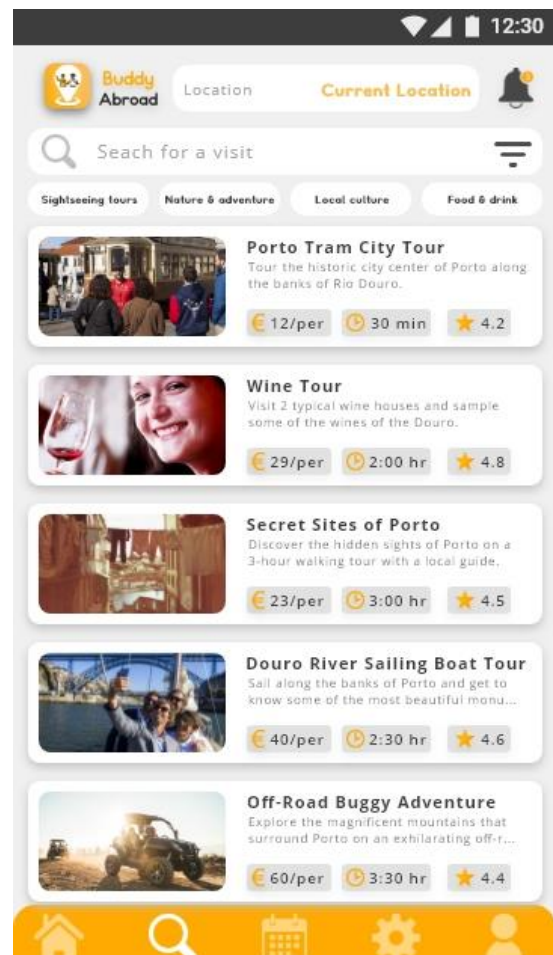 12:30
Buddy
Abroad
Location
Current Location
Seach for a visit
Sightseeing tours
Nature & adventure
Local culture
Food & drink
Porto Tram City Tour
Tour the historic city center of Porto along
the banks of Rio Douro.
€ 12/per
30 min
4.2
Wine Tour
Visit 2 typical wine houses and sample
some of the wines of the Douro.
€ 29/per
2:00 hr
4.8
Secret Sites of Porto
Discover the hidden sights of Porto on a
3-hour walking tour with a local guide.
€ 23/per
3:00 hr
4.5
Douro River Sailing Boat Tour
Sail along the banks of Porto and get to
know some of the most beautiful monu...
€ 40/per
2:30 hr
4.6
Off-Road Buggy Adventure
Explore the magnificent mountains that
surround Porto on an exhilarating off-r...
€ 60/per
3:30 hr
4.4